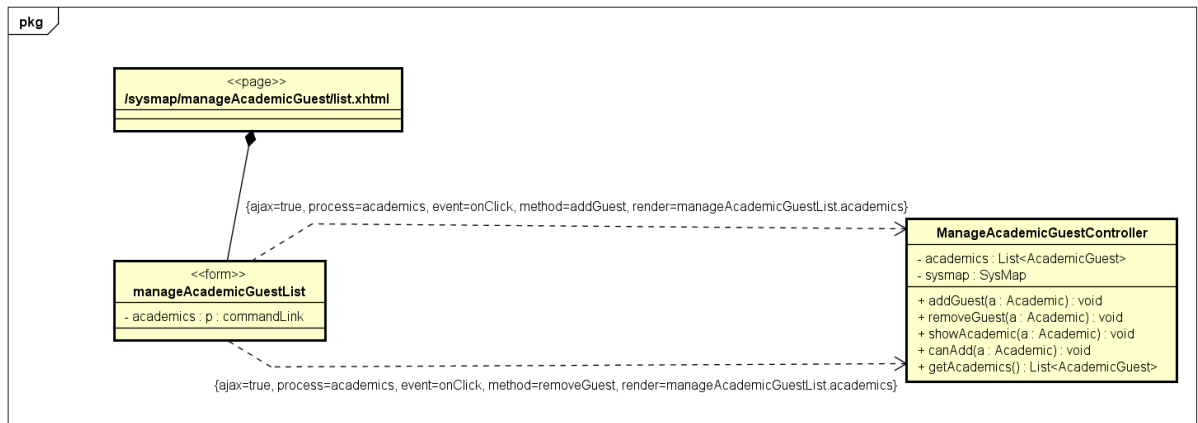 pkg
<<page>>
/sysmap/manageAcademicGuest/list.xhtml
{ajax=true, process=academics, event=onClick, method=addGuest, render=manageAcademicGuestList.academics}
<<form>>
manageAcademicGuestList
- academics : p : commandLink
ManageAcademicGuestController
- academics : List<AcademicGuest>
- sysmap : SysMap
+ addGuest(a : Academic) : void
+ removeGuest(a : Academic) : void
+ showAcademic(a : Academic) : void
+ canAdd(a : Academic) : void
+ getAcademics() : List<AcademicGuest>
{ajax=true, process=academics, event=onClick, method=removeGuest, render=manageAcademicGuestList.academics}